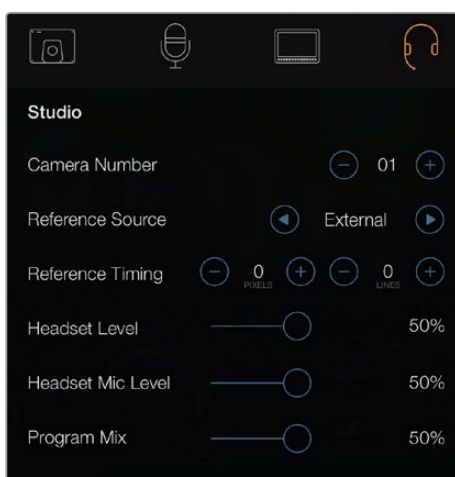 Studio
Camera Number 01
Reference Source External
Reference Timing 0 PIXELS 0 LINES
Headset Level 50%
Headset Mic Level 50%
Program Mix 50%